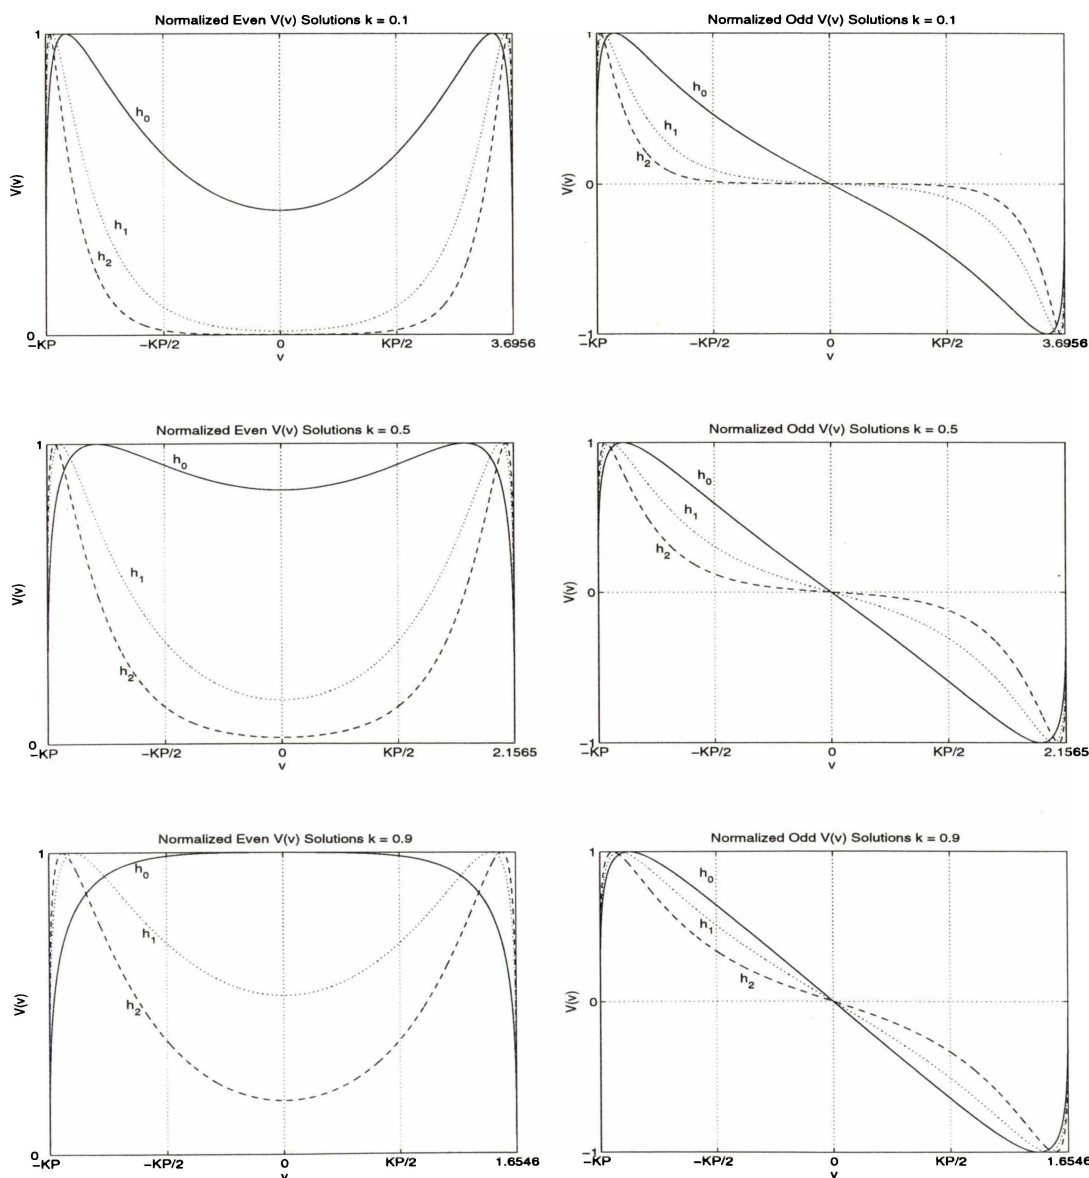 Normalized Even V(v) Solutions k = 0.1
1
h0
h1
h2
V(v)
0
−KP
−KP/2
0
KP/2
3.6956
v
Normalized Odd V(v) Solutions k = 0.1
1
h0
h1
h2
V(v)
0
−1
−KP
−KP/2
0
KP/2
3.6956
v
Normalized Even V(v) Solutions k = 0.5
1
h0
h1
h2
V(v)
0
−KP
−KP/2
0
KP/2
2.1565
v
Normalized Odd V(v) Solutions k = 0.5
1
h0
h1
h2
V(v)
0
−1
−KP
−KP/2
0
KP/2
2.1565
v
Normalized Even V(v) Solutions k = 0.9
1
h0
h1
h2
V(v)
0
−KP
−KP/2
0
KP/2
1.6546
v
Normalized Odd V(v) Solutions k = 0.9
1
h0
h1
h2
V(v)
0
−1
−KP
−KP/2
0
KP/2
1.6546
v